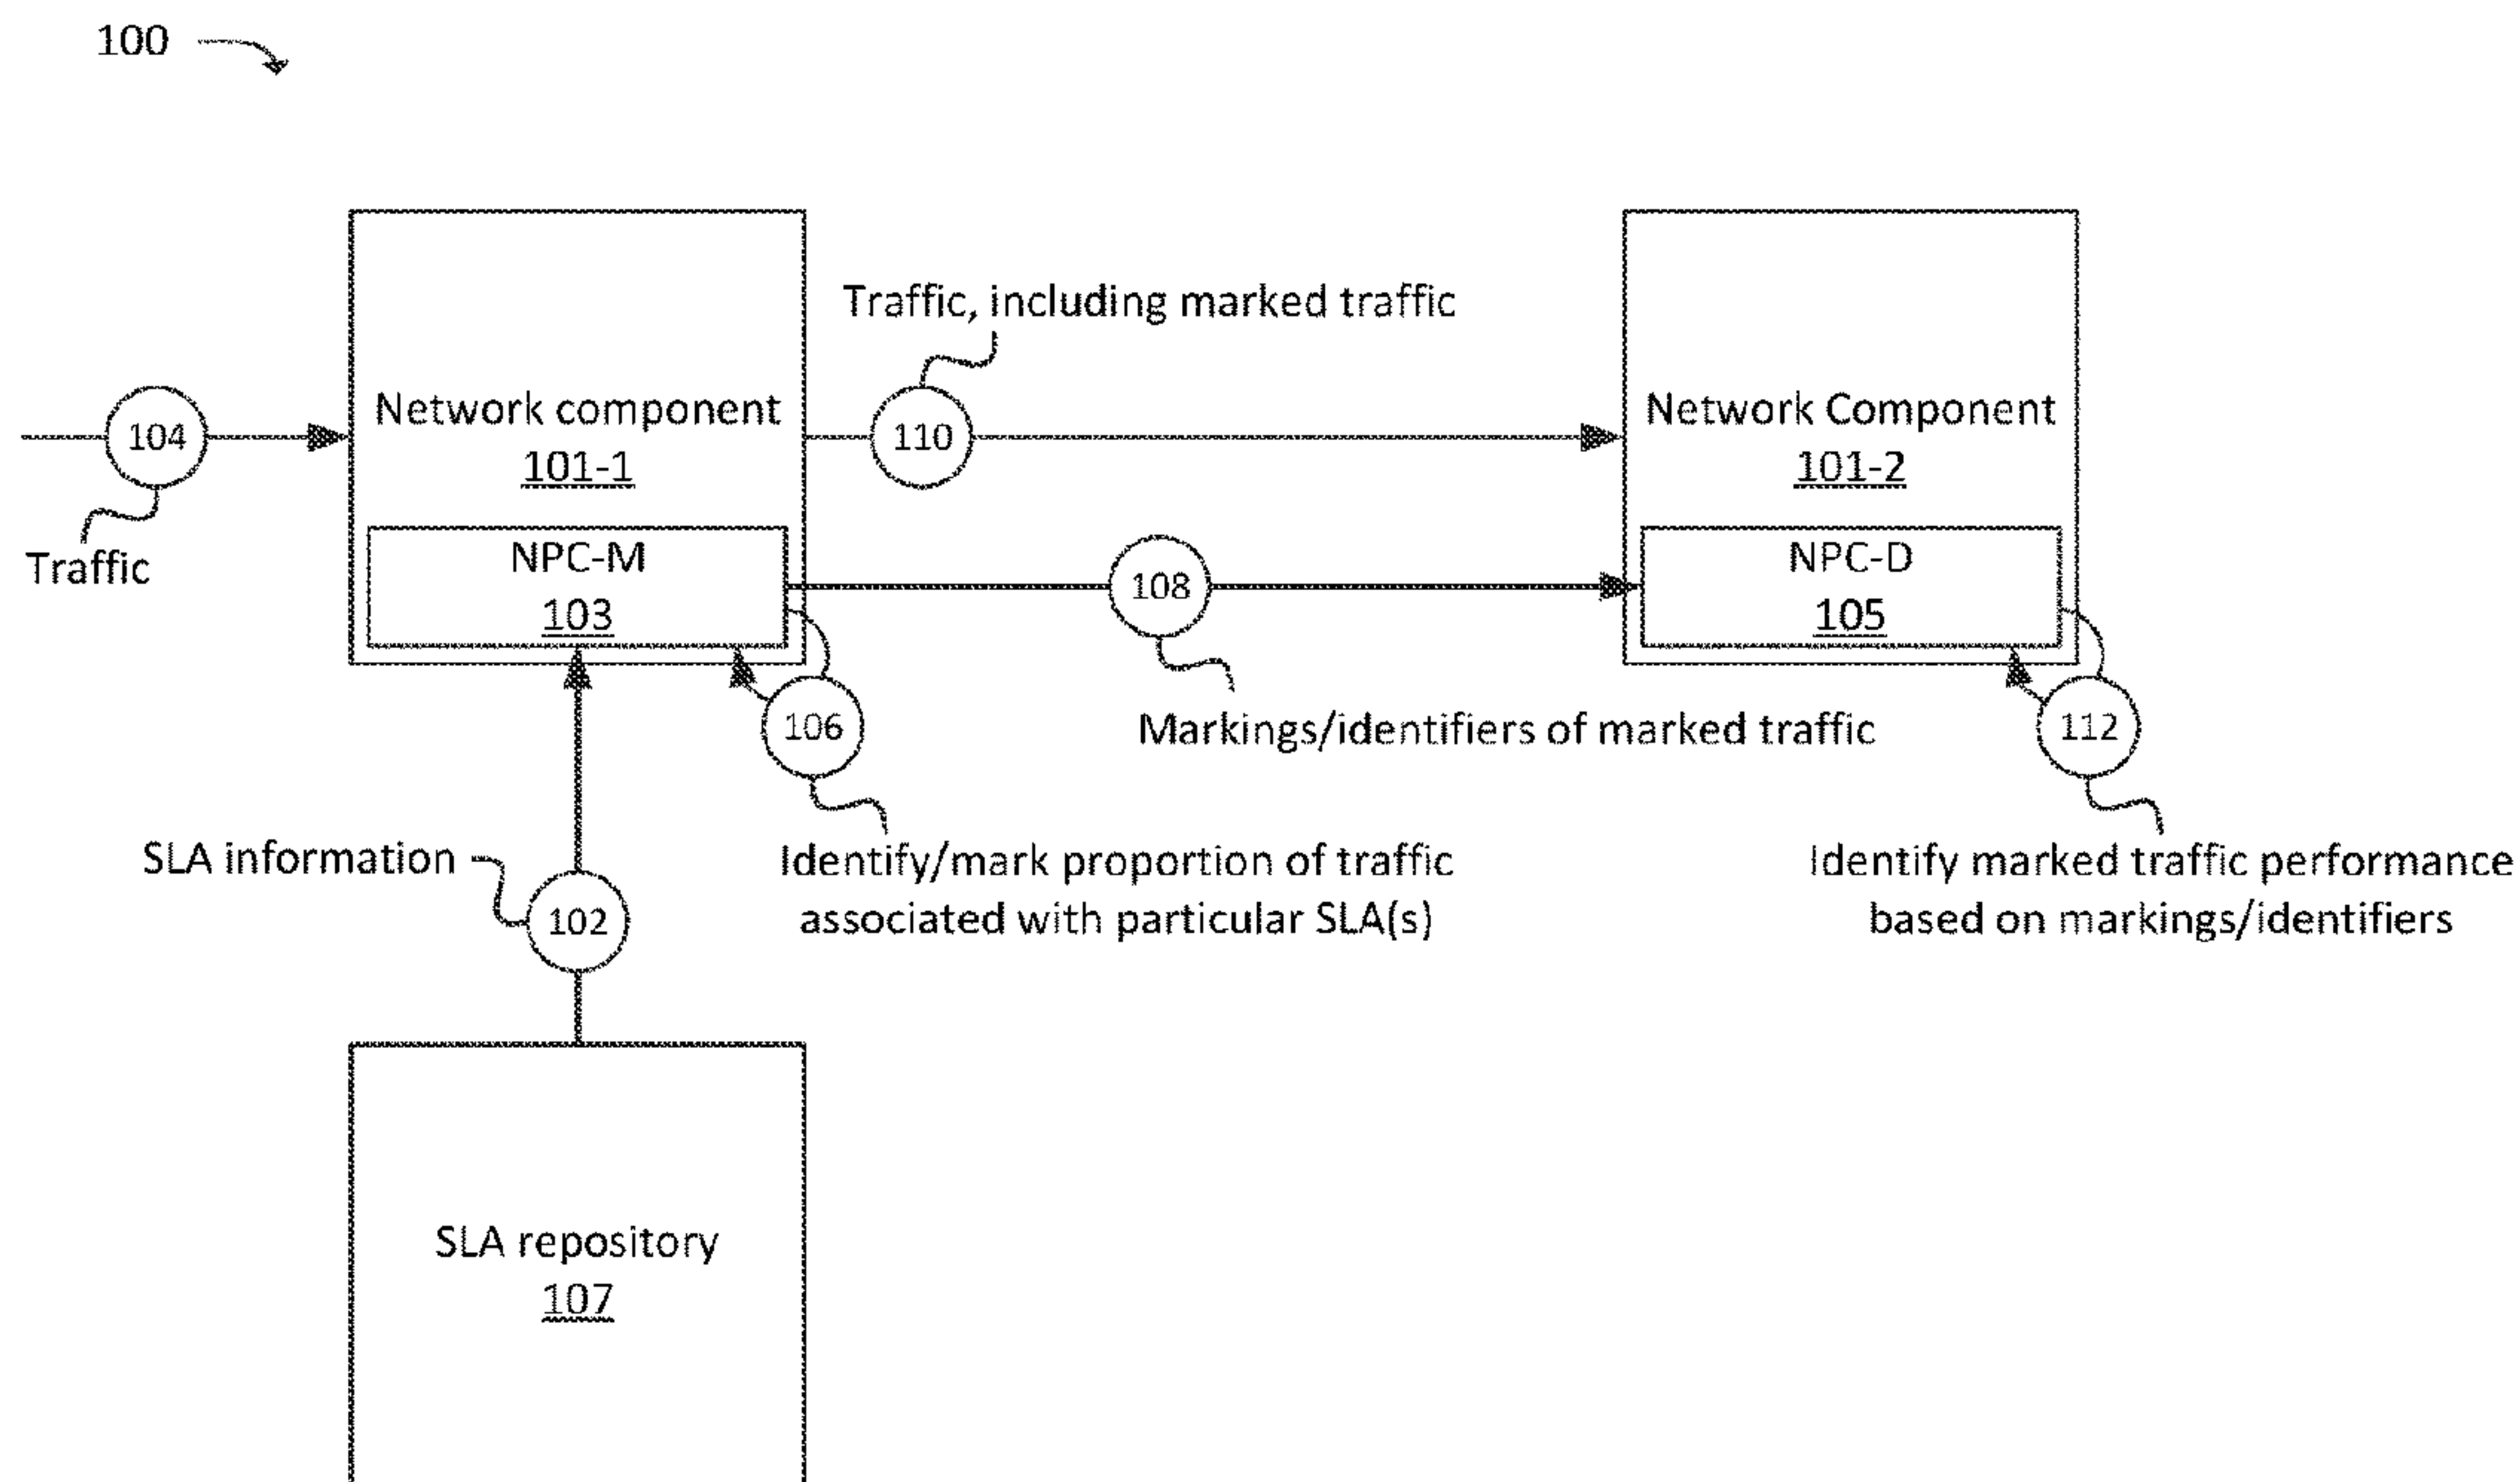 100
Traffic, including marked traffic
Network component
101-1
Network Component
101-2
104
110
Traffic
NPC-M
103
108
NPC-D
105
106
Markings/identifiers of marked traffic
112
SLA information
102
Identify/mark proportion of traffic
associated with particular SLA(s)
Identify marked traffic performance
based on markings/identifiers
SLA repository
107